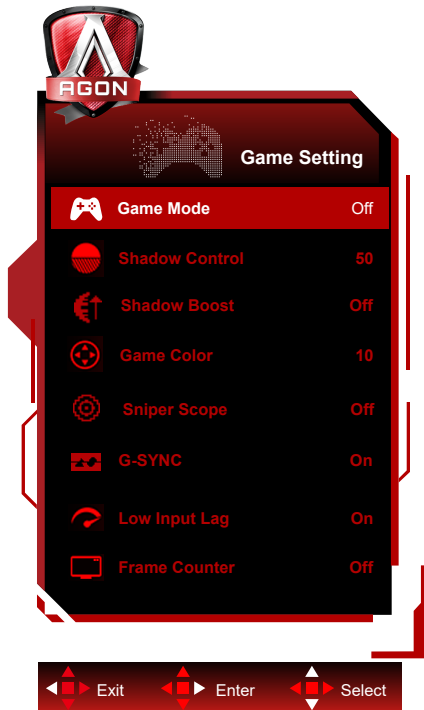 AGON
Game Setting
Game Mode Off
Shadow Control 50
Shadow Boost Off
Game Color 10
Sniper Scope Off
G-SYNC On
Low Input Lag On
Frame Counter Off
Exit Enter Select